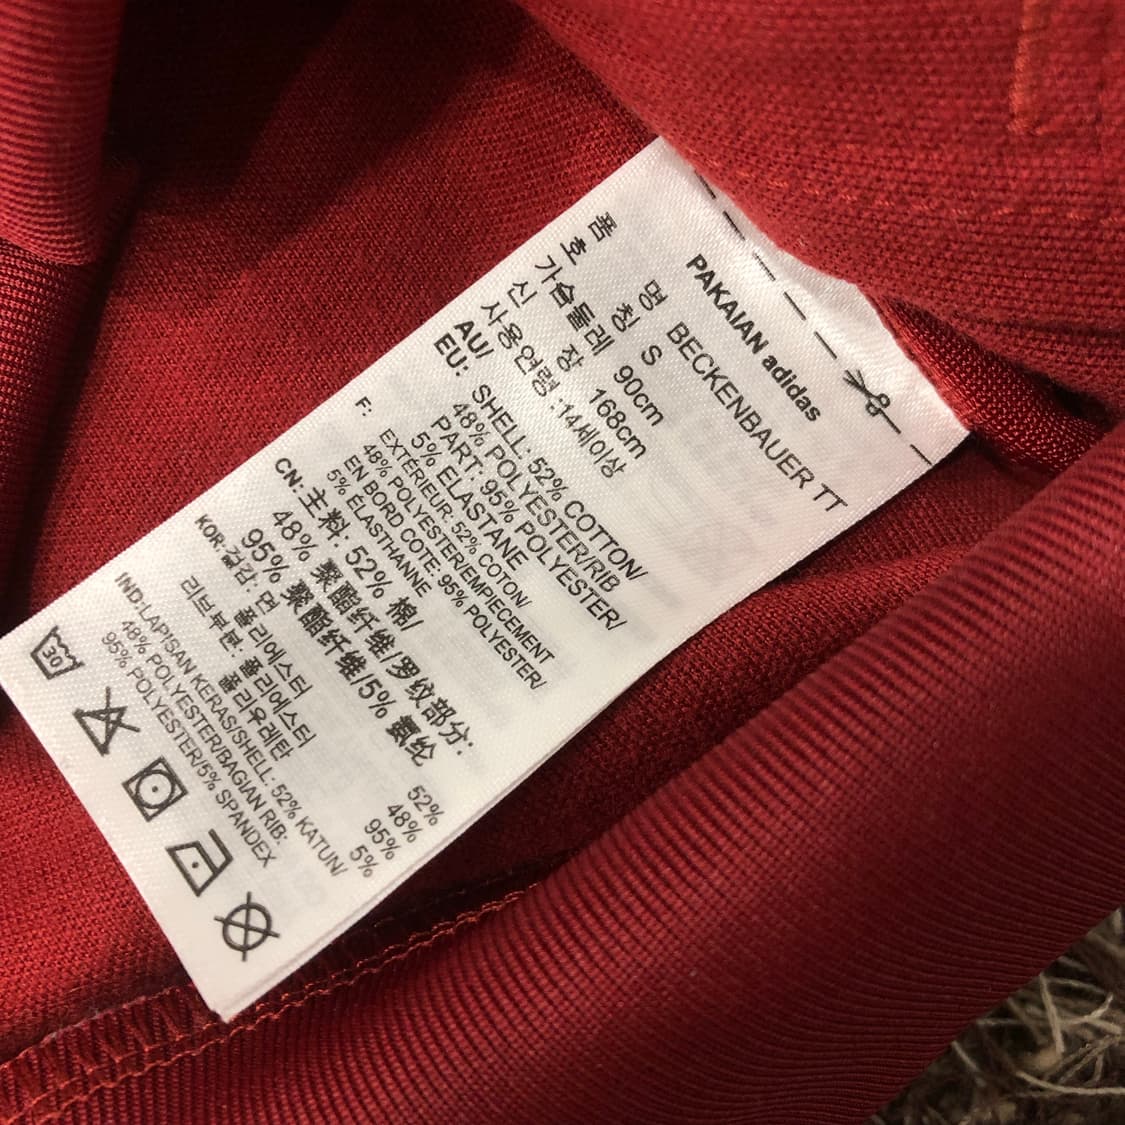 PAKAIAN adidas
품 명 BECKENBAUER TT
호 칭 S
가슴둘레 90cm
신 장 168cm
사용연령 :14세이상
AU/ SHELL: 52% COTTON/
EU: 48% POLYESTER/RIB
PART: 95% POLYESTER/
5% ELASTANE
F: EXTÉRIEUR: 52% COTON/
48% POLYESTER/EMPIECEMENT
EN BORD COTE: 95% POLYESTER/
5% ÉLASTHANNE
CN: 主料: 52% 棉/
48% 聚酯纤维/罗纹部分:
95% 聚酯纤维/5% 氨纶
KOR: 겉감: 면 52%
폴리에스터 48%
리브부분: 폴리에스터 95%
폴리우레탄 5%
IND:LAPISAN KERAS/SHELL: 52% KATUN/
48% POLYESTER/BAGIAN RIB:
95% POLYESTER/5% SPANDEX
30